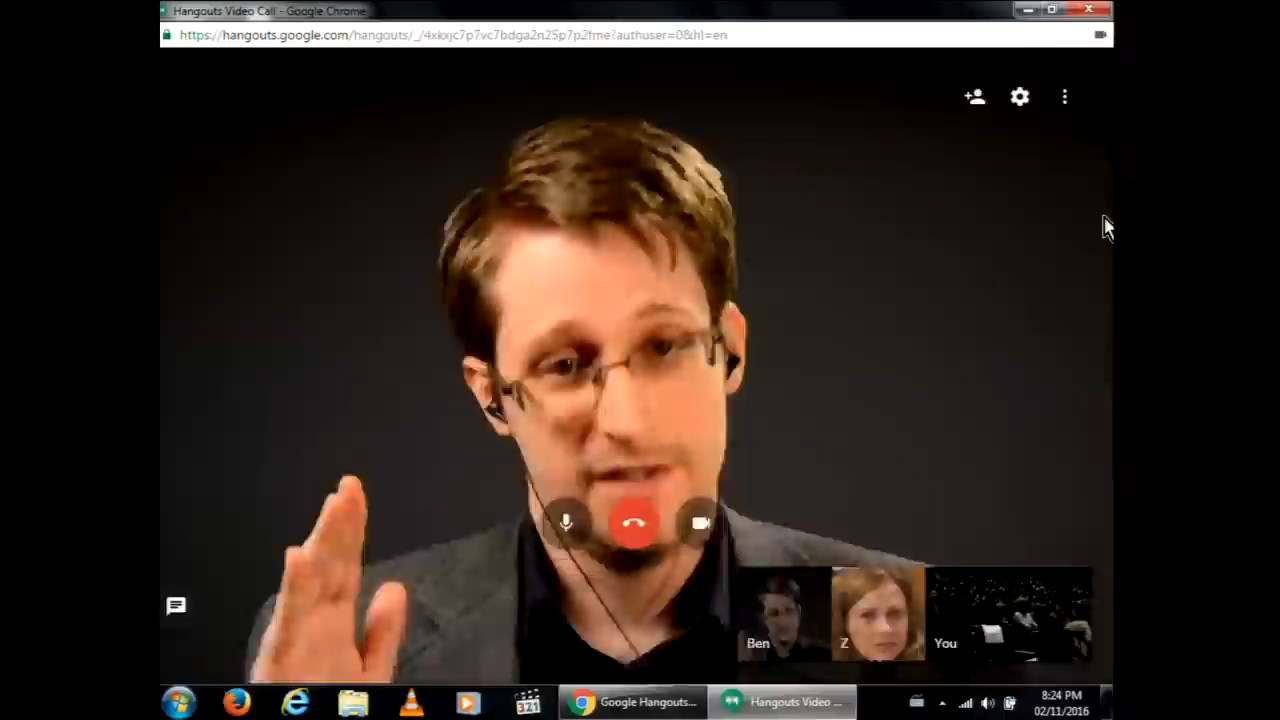 Hangouts Video Call - Google Chrome
https://hangouts.google.com/hangouts/_/4xkxjc7p7vc7bdga2n25p7p2fme?authuser=0&hl=en
Ben
Z
You
321
Google Hangouts...
Hangouts Video ...
8:24 PM
02/11/2016